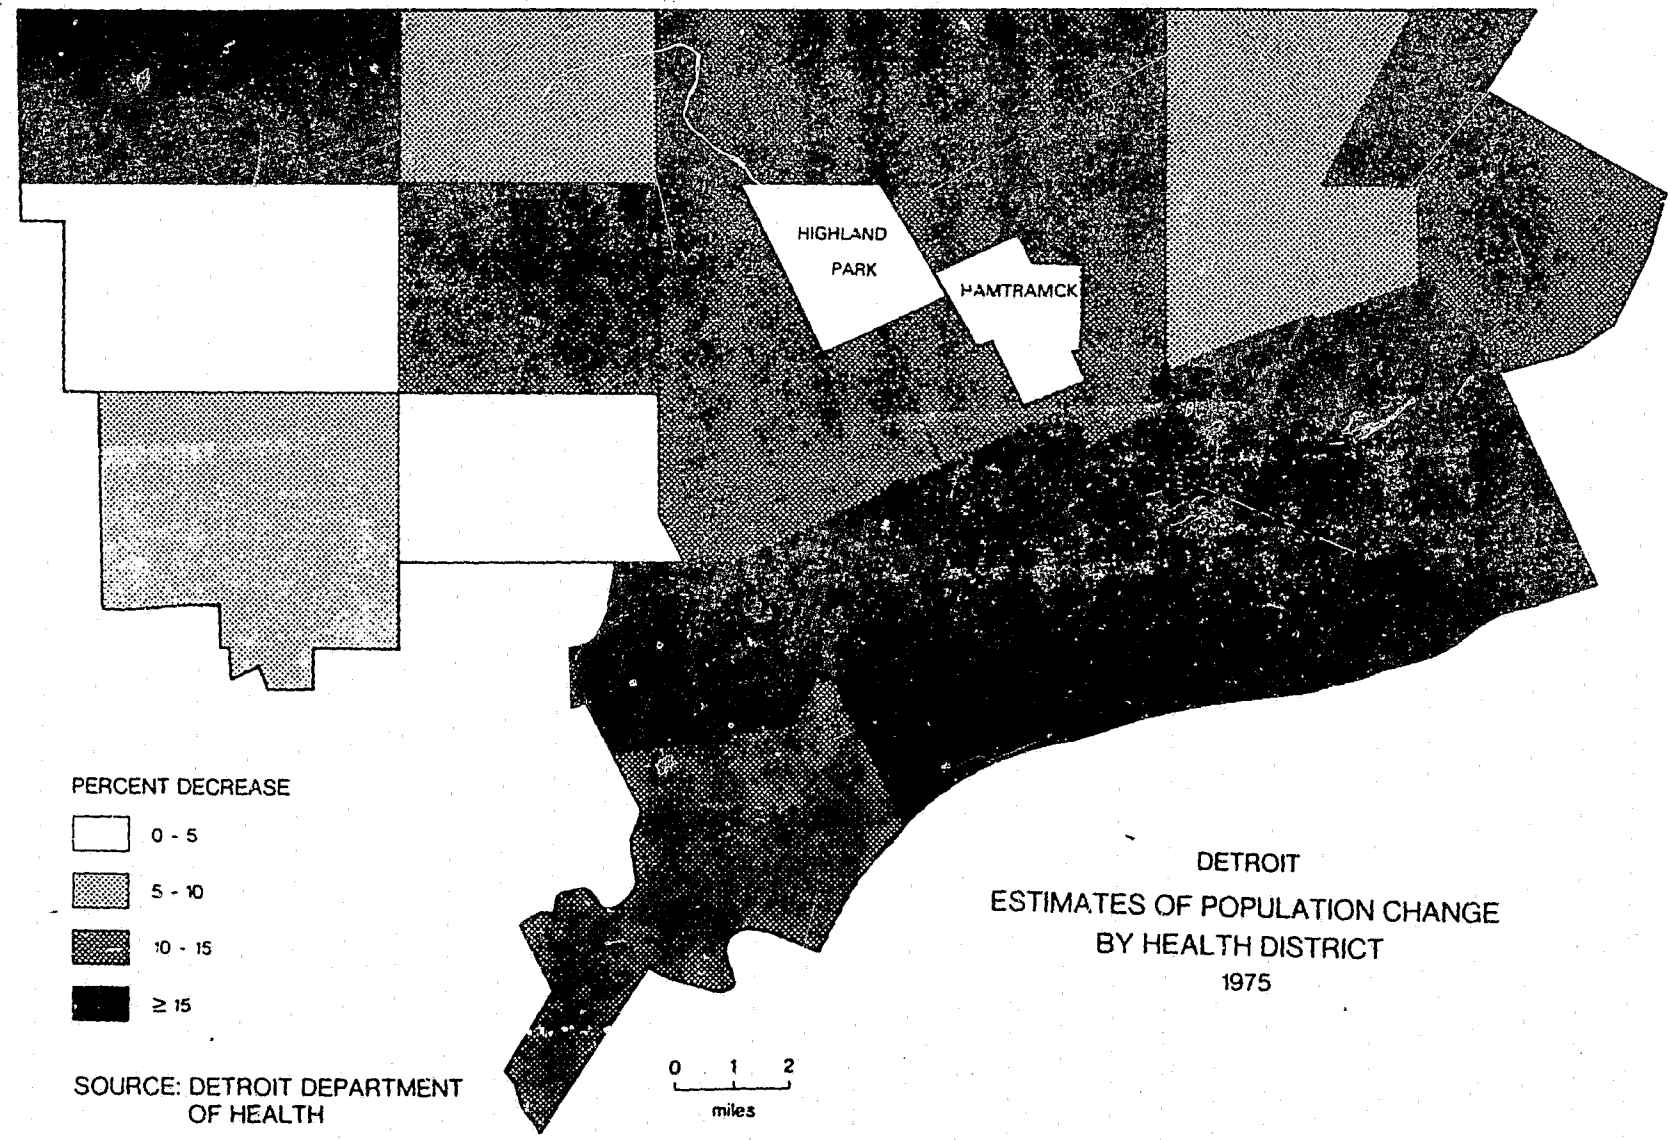 HIGHLAND
PARK
HAMTRAMCK
PERCENT DECREASE
0 - 5
5 - 10
10 - 15
≥ 15
DETROIT
ESTIMATES OF POPULATION CHANGE
BY HEALTH DISTRICT
1975
SOURCE: DETROIT DEPARTMENT
OF HEALTH
0 1 2
miles